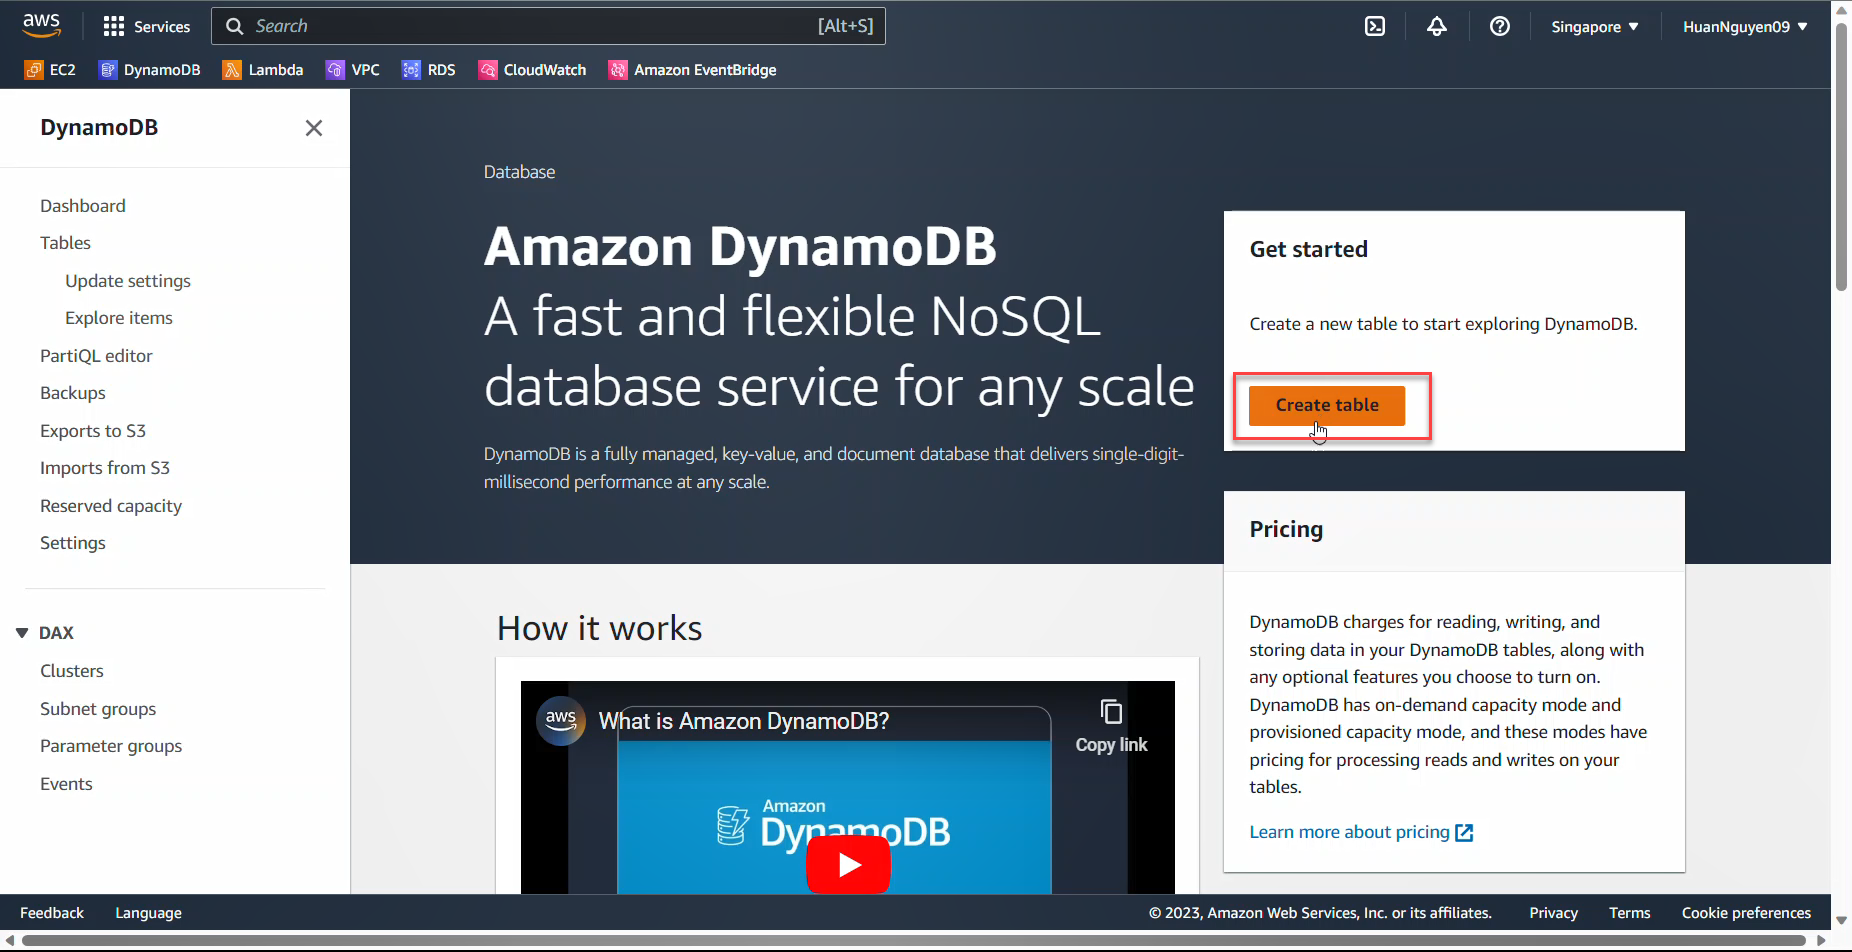 aws
Services
Search
[Alt+S]
Singapore
HuanNguyen09
EC2
DynamoDB
Lambda
VPC
RDS
CloudWatch
Amazon EventBridge
DynamoDB
Dashboard
Tables
Update settings
Explore items
PartiQL editor
Backups
Exports to S3
Imports from S3
Reserved capacity
Settings
DAX
Clusters
Subnet groups
Parameter groups
Events
Database
Amazon DynamoDB
A fast and flexible NoSQL
database service for any scale
DynamoDB is a fully managed, key-value, and document database that delivers single-digit-
millisecond performance at any scale.
Get started
Create a new table to start exploring DynamoDB.
Create table
Pricing
DynamoDB charges for reading, writing, and
storing data in your DynamoDB tables, along with
any optional features you choose to turn on.
DynamoDB has on-demand capacity mode and
provisioned capacity mode, and these modes have
pricing for processing reads and writes on your
tables.
Learn more about pricing
How it works
aws
What is Amazon DynamoDB?
Copy link
Amazon
DynamoDB
Feedback
Language
© 2023, Amazon Web Services, Inc. or its affiliates.
Privacy
Terms
Cookie preferences